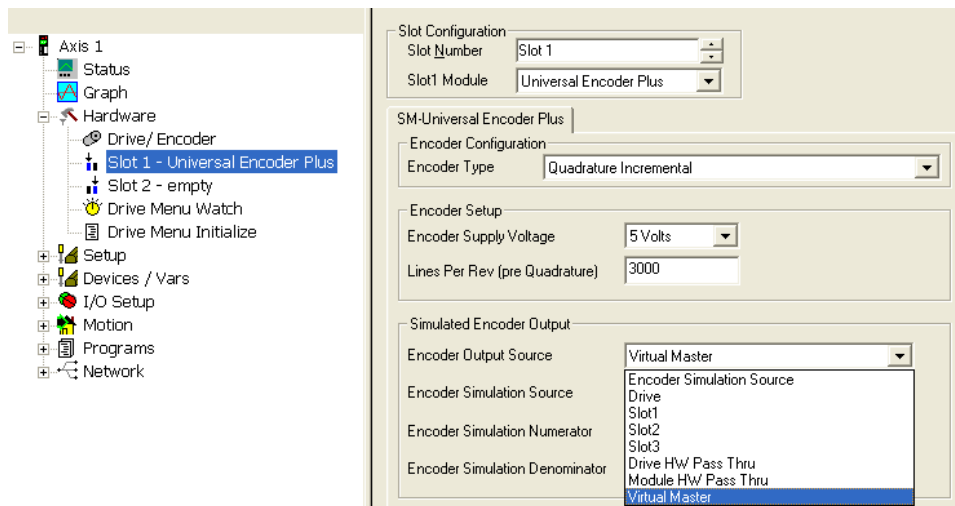 Axis 1
Status
Graph
Hardware
Drive/ Encoder
Slot 1 - Universal Encoder Plus
Slot 2 - empty
Drive Menu Watch
Drive Menu Initialize
Setup
Devices / Vars
I/O Setup
Motion
Programs
Network
Slot Configuration
Slot Number Slot 1
Slot1 Module Universal Encoder Plus
SM-Universal Encoder Plus
Encoder Configuration
Encoder Type Quadrature Incremental
Encoder Setup
Encoder Supply Voltage 5 Volts
Lines Per Rev (pre Quadrature) 3000
Simulated Encoder Output
Encoder Output Source Virtual Master
Encoder Simulation Source
Encoder Simulation Numerator
Encoder Simulation Denominator
Encoder Simulation Source
Drive
Slot1
Slot2
Slot3
Drive HW Pass Thru
Module HW Pass Thru
Virtual Master